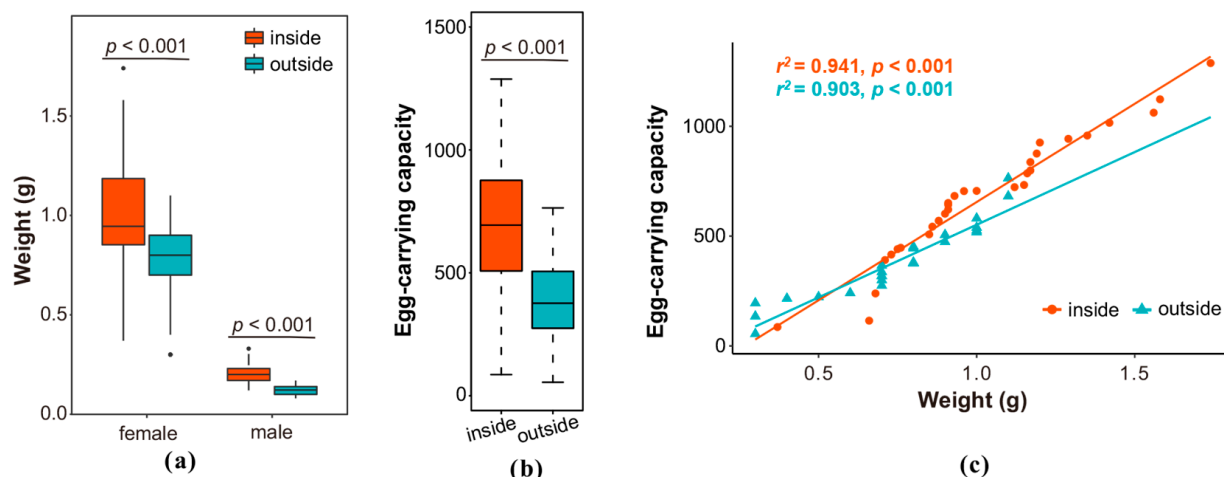 Weight (g)
1.5
1.0
0.5
0.0
p < 0.001
inside
outside
p < 0.001
female
male
(a)
Egg-carrying capacity
1500
1000
500
0
p < 0.001
inside
outside
(b)
Egg-carrying capacity
1000
500
0
r² = 0.941, p < 0.001
r² = 0.903, p < 0.001
inside
outside
0.5
1.0
1.5
Weight (g)
(c)